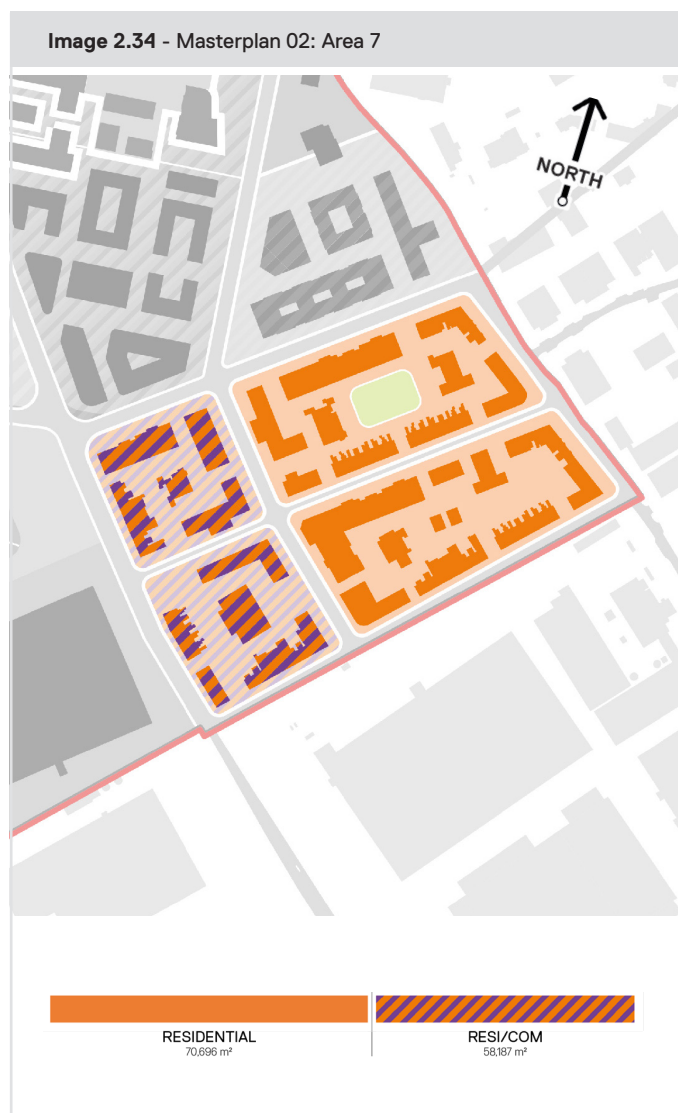 Image 2.34 - Masterplan 02: Area 7
NORTH
RESIDENTIAL
70,696 m²
RESI/COM
58,187 m²